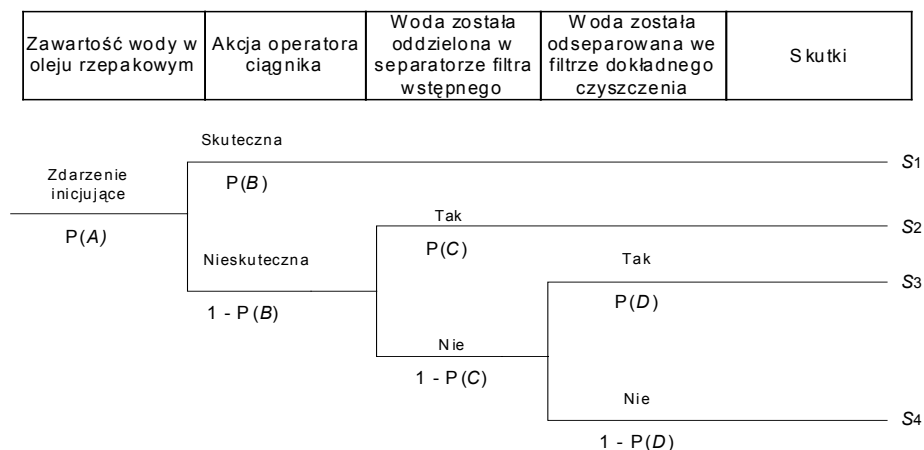 Zawartość wody w
oleju rzepakowym
Akcja operatora
ciągnika
Woda została
oddzielona w
separatorze filtra
wstępnego
Woda została
odseparowana we
filtrze dokładnego
czyszczenia
Skutki
Zdarzenie
inicjujące
P(A)
Skuteczna
P(B)
S1
Nieskuteczna
1 - P(B)
Tak
P(C)
S2
Nie
1 - P(C)
Tak
P(D)
S3
Nie
1 - P(D)
S4